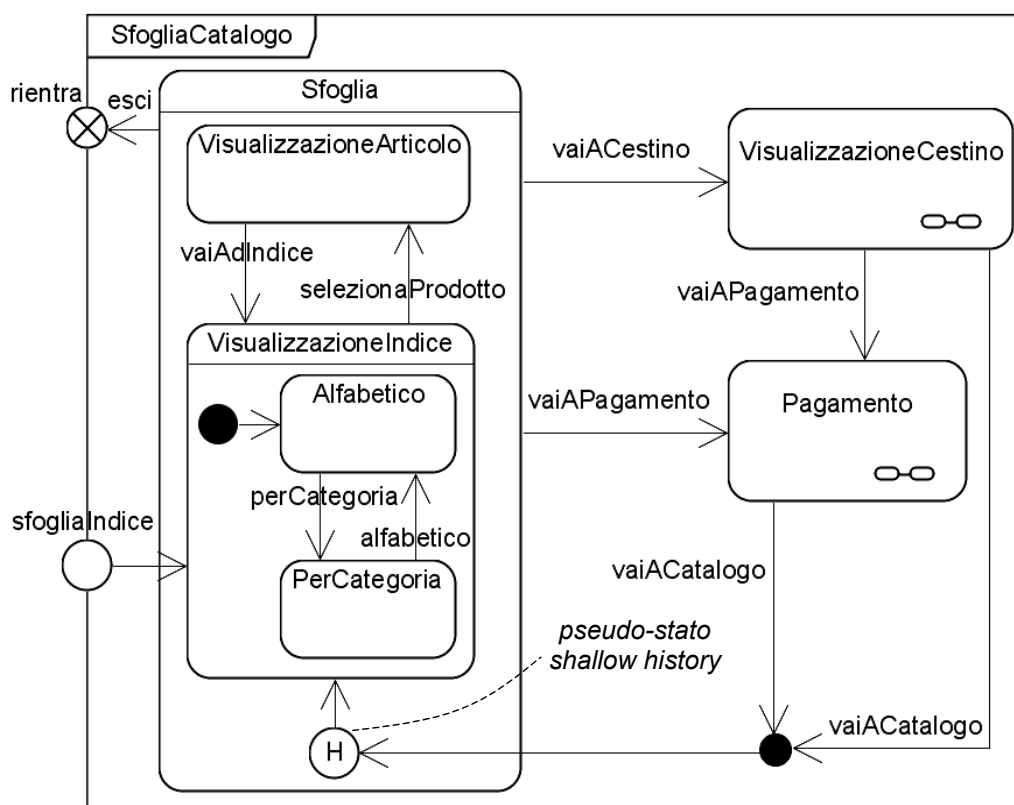 SfogliaCatalogo
rientra
esci
Sfoglia
VisualizzazioneArticolo
vaiACestino
VisualizzazioneCestino
vaiAdIndice
selezionaProdotto
vaiAPagamento
VisualizzazioneIndice
Alfabetico
vaiAPagamento
Pagamento
perCategoria
sfogliaIndice
alfabetico
PerCategoria
vaiACatalogo
pseudo-stato
shallow history
H
vaiACatalogo